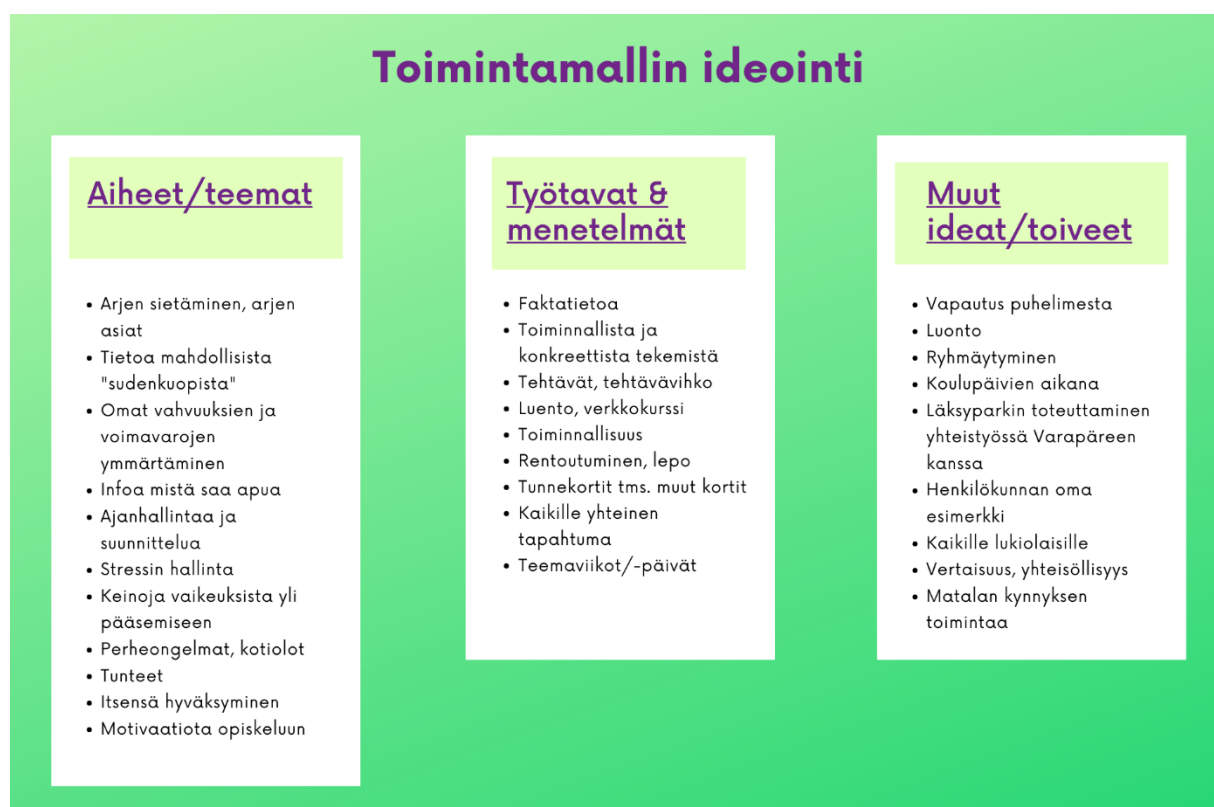 Toimintamallin ideointi
Aiheet/teemat
• Arjen sietäminen, arjen
asiat
• Tietoa mahdollisista
"sudenkuopista"
• Omat vahvuuksien ja
voimavarojen
ymmärtäminen
• Infoa mistä saa apua
• Ajanhallintaa ja
suunnittelua
• Stressin hallinta
• Keinoja vaikeuksista yli
pääsemiseen
• Perheongelmat, kotiolot
• Tunteet
• Itsensä hyväksyminen
• Motivaatiota opiskeluun
Työtavat &
menetelmät
• Faktatietoa
• Toiminnallista ja
konkreettista tekemistä
• Tehtävät, tehtävävihko
• Luento, verkkokurssi
• Toiminnallisuus
• Rentoutuminen, lepo
• Tunnekortit tms. muut kortit
• Kaikille yhteinen
tapahtuma
• Teemaviikot/-päivät
Muut
ideat/toiveet
• Vapautus puhelimesta
• Luonto
• Ryhmäytyminen
• Koulupäivien aikana
• Läksyparkin toteuttaminen
yhteistyössä Varapäreen
kanssa
• Henkilökunnan oma
esimerkki
• Kaikille lukiolaisille
• Vertaisuus, yhteisöllisyys
• Matalan kynnyksen
toimintaa